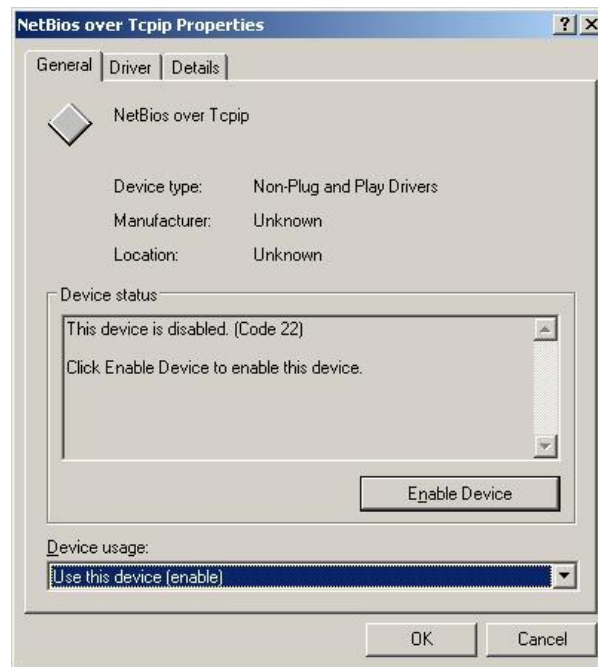 NetBios over Tcpip Properties
General Driver Details
NetBios over Tcpip
Device type: Non-Plug and Play Drivers
Manufacturer: Unknown
Location: Unknown
Device status
This device is disabled. (Code 22)
Click Enable Device to enable this device.
Enable Device
Device usage:
Use this device (enable)
OK Cancel